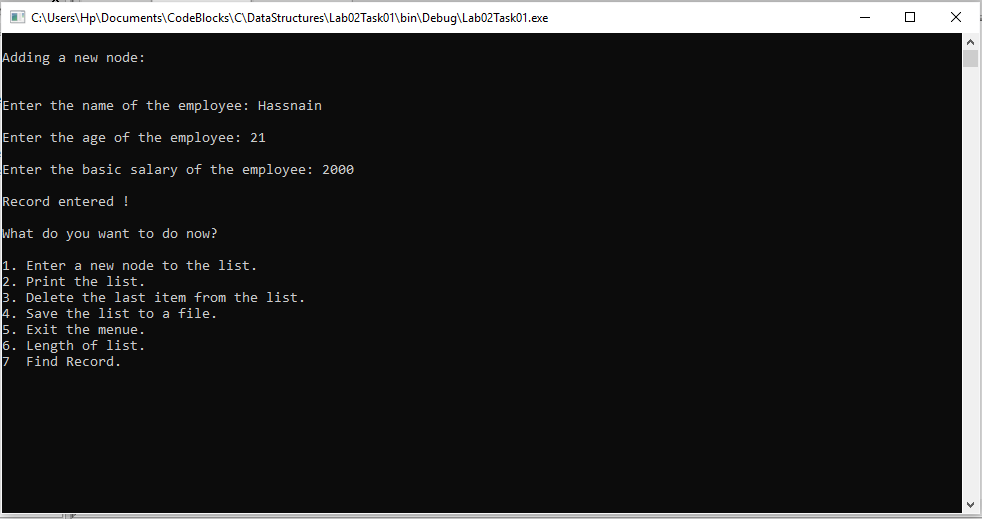 C:\Users\Hp\Documents\CodeBlocks\C\DataStructures\Lab02Task01\bin\Debug\Lab02Task01.exe
Adding a new node:
Enter the name of the employee: Hassnain
Enter the age of the employee: 21
Enter the basic salary of the employee: 2000
Record entered !
What do you want to do now?
1. Enter a new node to the list.
2. Print the list.
3. Delete the last item from the list.
4. Save the list to a file.
5. Exit the menue.
6. Length of list.
7  Find Record.